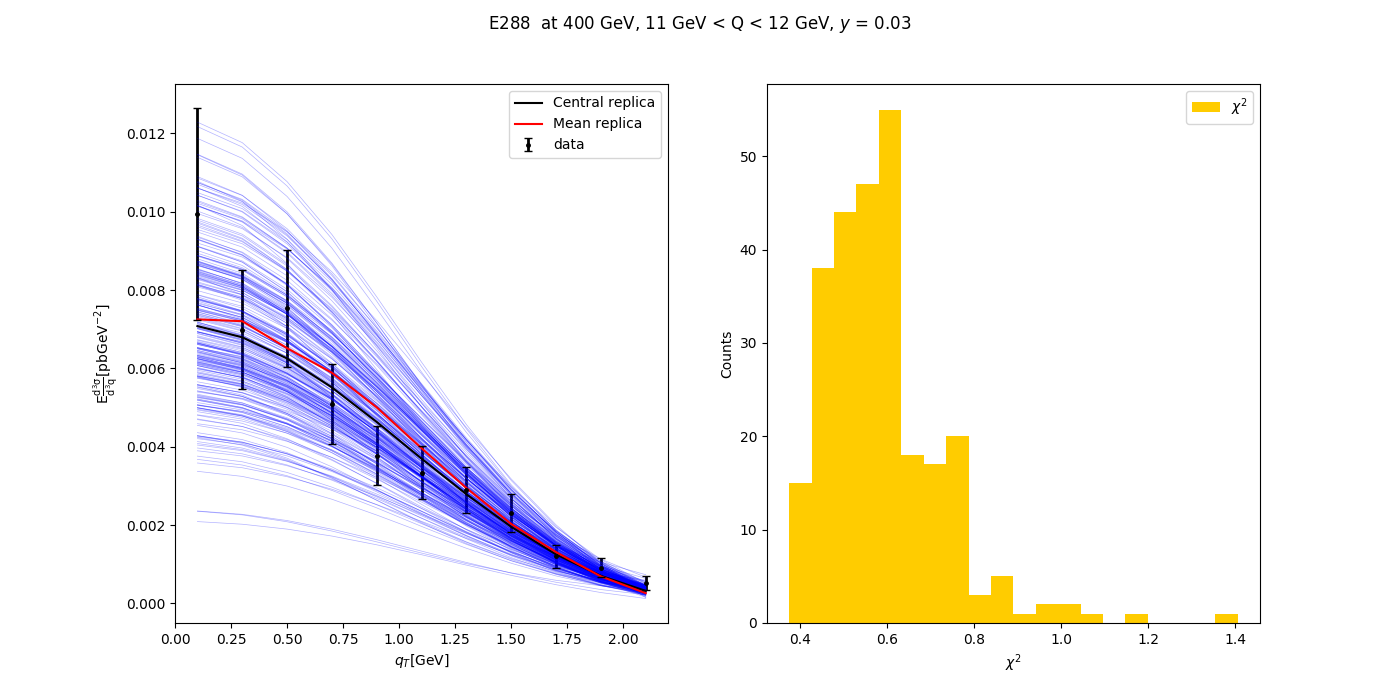 E288 at 400 GeV, 11 GeV < Q < 12 GeV, y = 0.03
Central replica
Mean replica
data
0.012
0.010
0.008
0.006
0.004
0.002
0.000
E d³σ/d³q [pbGeV⁻²]
0.00 0.25 0.50 0.75 1.00 1.25 1.50 1.75 2.00
q_T[GeV]
χ²
50
40
30
20
10
0
Counts
0.4 0.6 0.8 1.0 1.2 1.4
χ²